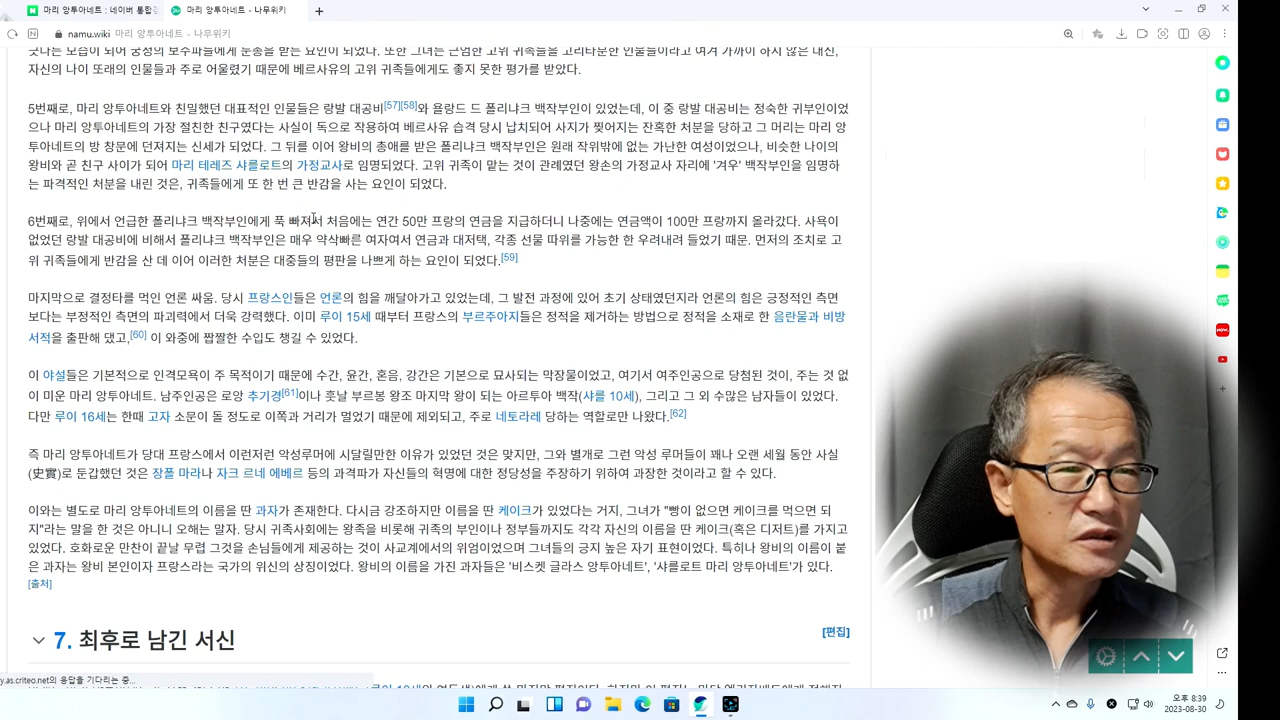 마리 앙투아네트 : 네이버 통합검
마리 앙투아네트 - 나무위키
namu.wiki 마리 앙투아네트 - 나무위키
자신의 나이 또래의 인물들과 주로 어울렸기 때문에 베르사유의 고위 귀족들에게도 좋지 못한 평가를 받았다.
5번째로, 마리 앙투아네트와 친밀했던 대표적인 인물들은 랑발 대공비[57][58]와 욜랑드 드 폴리냐크 백작부인이 있었는데, 이 중 랑발 대공비는 정숙한 귀부인이었
으나 마리 앙투아네트의 가장 절친한 친구였다는 사실이 독으로 작용하여 베르사유 습격 당시 납치되어 사지가 찢어지는 잔혹한 처분을 당하고 그 머리는 마리 앙
투아네트의 방 창문에 던져지는 신세가 되었다. 그 뒤를 이어 왕비의 총애를 받은 폴리냐크 백작부인은 원래 작위밖에 없는 가난한 여성이었으나, 비슷한 나이의
왕비와 곧 친구 사이가 되어 마리 테레즈 샤를로트의 가정교사로 임명되었다. 고위 귀족이 맡는 것이 관례였던 왕손의 가정교사 자리에 '겨우' 백작부인을 임명하
는 파격적인 처분을 내린 것은, 귀족들에게 또 한 번 큰 반감을 사는 요인이 되었다.
6번째로, 위에서 언급한 폴리냐크 백작부인에게 푹 빠져서 처음에는 연간 50만 프랑의 연금을 지급하더니 나중에는 연금액이 100만 프랑까지 올라갔다. 사욕이
없었던 랑발 대공비에 비해서 폴리냐크 백작부인은 매우 약삭빠른 여자여서 연금과 대저택, 각종 선물 따위를 가능한 한 우려내려 들었기 때문. 먼저의 조치로 고
위 귀족들에게 반감을 산 데 이어 이러한 처분은 대중들의 평판을 나쁘게 하는 요인이 되었다.[59]
마지막으로 결정타를 먹인 언론 싸움. 당시 프랑스인들은 언론의 힘을 깨달아가고 있었는데, 그 발전 과정에 있어 초기 상태였던지라 언론의 힘은 긍정적인 측면
보다는 부정적인 측면의 파괴력에서 더욱 강력했다. 이미 루이 15세 때부터 프랑스의 부르주아지들은 정적을 제거하는 방법으로 정적을 소재로 한 음란물과 비방
서적을 출판해 댔고,[60] 이 와중에 짭짤한 수입도 챙길 수 있었다.
이 야설들은 기본적으로 인격모욕이 주 목적이기 때문에 수간, 윤간, 혼음, 강간은 기본으로 묘사되는 막장물이었고, 여기서 여주인공으로 당첨된 것이, 주는 것 없
이 미운 마리 앙투아네트. 남주인공은 로앙 추기경[61]이나 훗날 부르봉 왕조 마지막 왕이 되는 아르투아 백작(샤를 10세), 그리고 그 외 수많은 남자들이 있었다.
다만 루이 16세는 한때 고자 소문이 돌 정도로 이쪽과 거리가 멀었기 때문에 제외되고, 주로 네토라레 당하는 역할로만 나왔다.[62]
즉 마리 앙투아네트가 당대 프랑스에서 이런저런 악성루머에 시달릴만한 이유가 있었던 것은 맞지만, 그와 별개로 그런 악성 루머들이 꽤나 오랜 세월 동안 사실
(史實)로 둔갑했던 것은 장폴 마라나 자크 르네 에베르 등의 과격파가 자신들의 혁명에 대한 정당성을 주장하기 위하여 과장한 것이라고 할 수 있다.
이와는 별도로 마리 앙투아네트의 이름을 딴 과자가 존재한다. 다시금 강조하지만 이름을 딴 케이크가 있었다는 거지, 그녀가 "빵이 없으면 케이크를 먹으면 되
지"라는 말을 한 것은 아니니 오해는 말자. 당시 귀족사회에는 왕족을 비롯해 귀족의 부인이나 정부들까지도 각각 자신의 이름을 딴 케이크(혹은 디저트)를 가지고
있었다. 호화로운 만찬이 끝날 무렵 그것을 손님들에게 제공하는 것이 사교계에서의 위엄이었으며 그녀들의 긍지 높은 자기 표현이었다. 특히나 왕비의 이름이 붙
은 과자는 왕비 본인이자 프랑스라는 국가의 위신의 상징이었다. 왕비의 이름을 가진 과자들은 '비스켓 글라스 앙투아네트', '샤를로트 마리 앙투아네트'가 있다.
[출처]
7. 최후로 남긴 서신
[편집]
y.as.criteo.net의 응답을 기다리는 중...
오후 8:39
2023-08-30